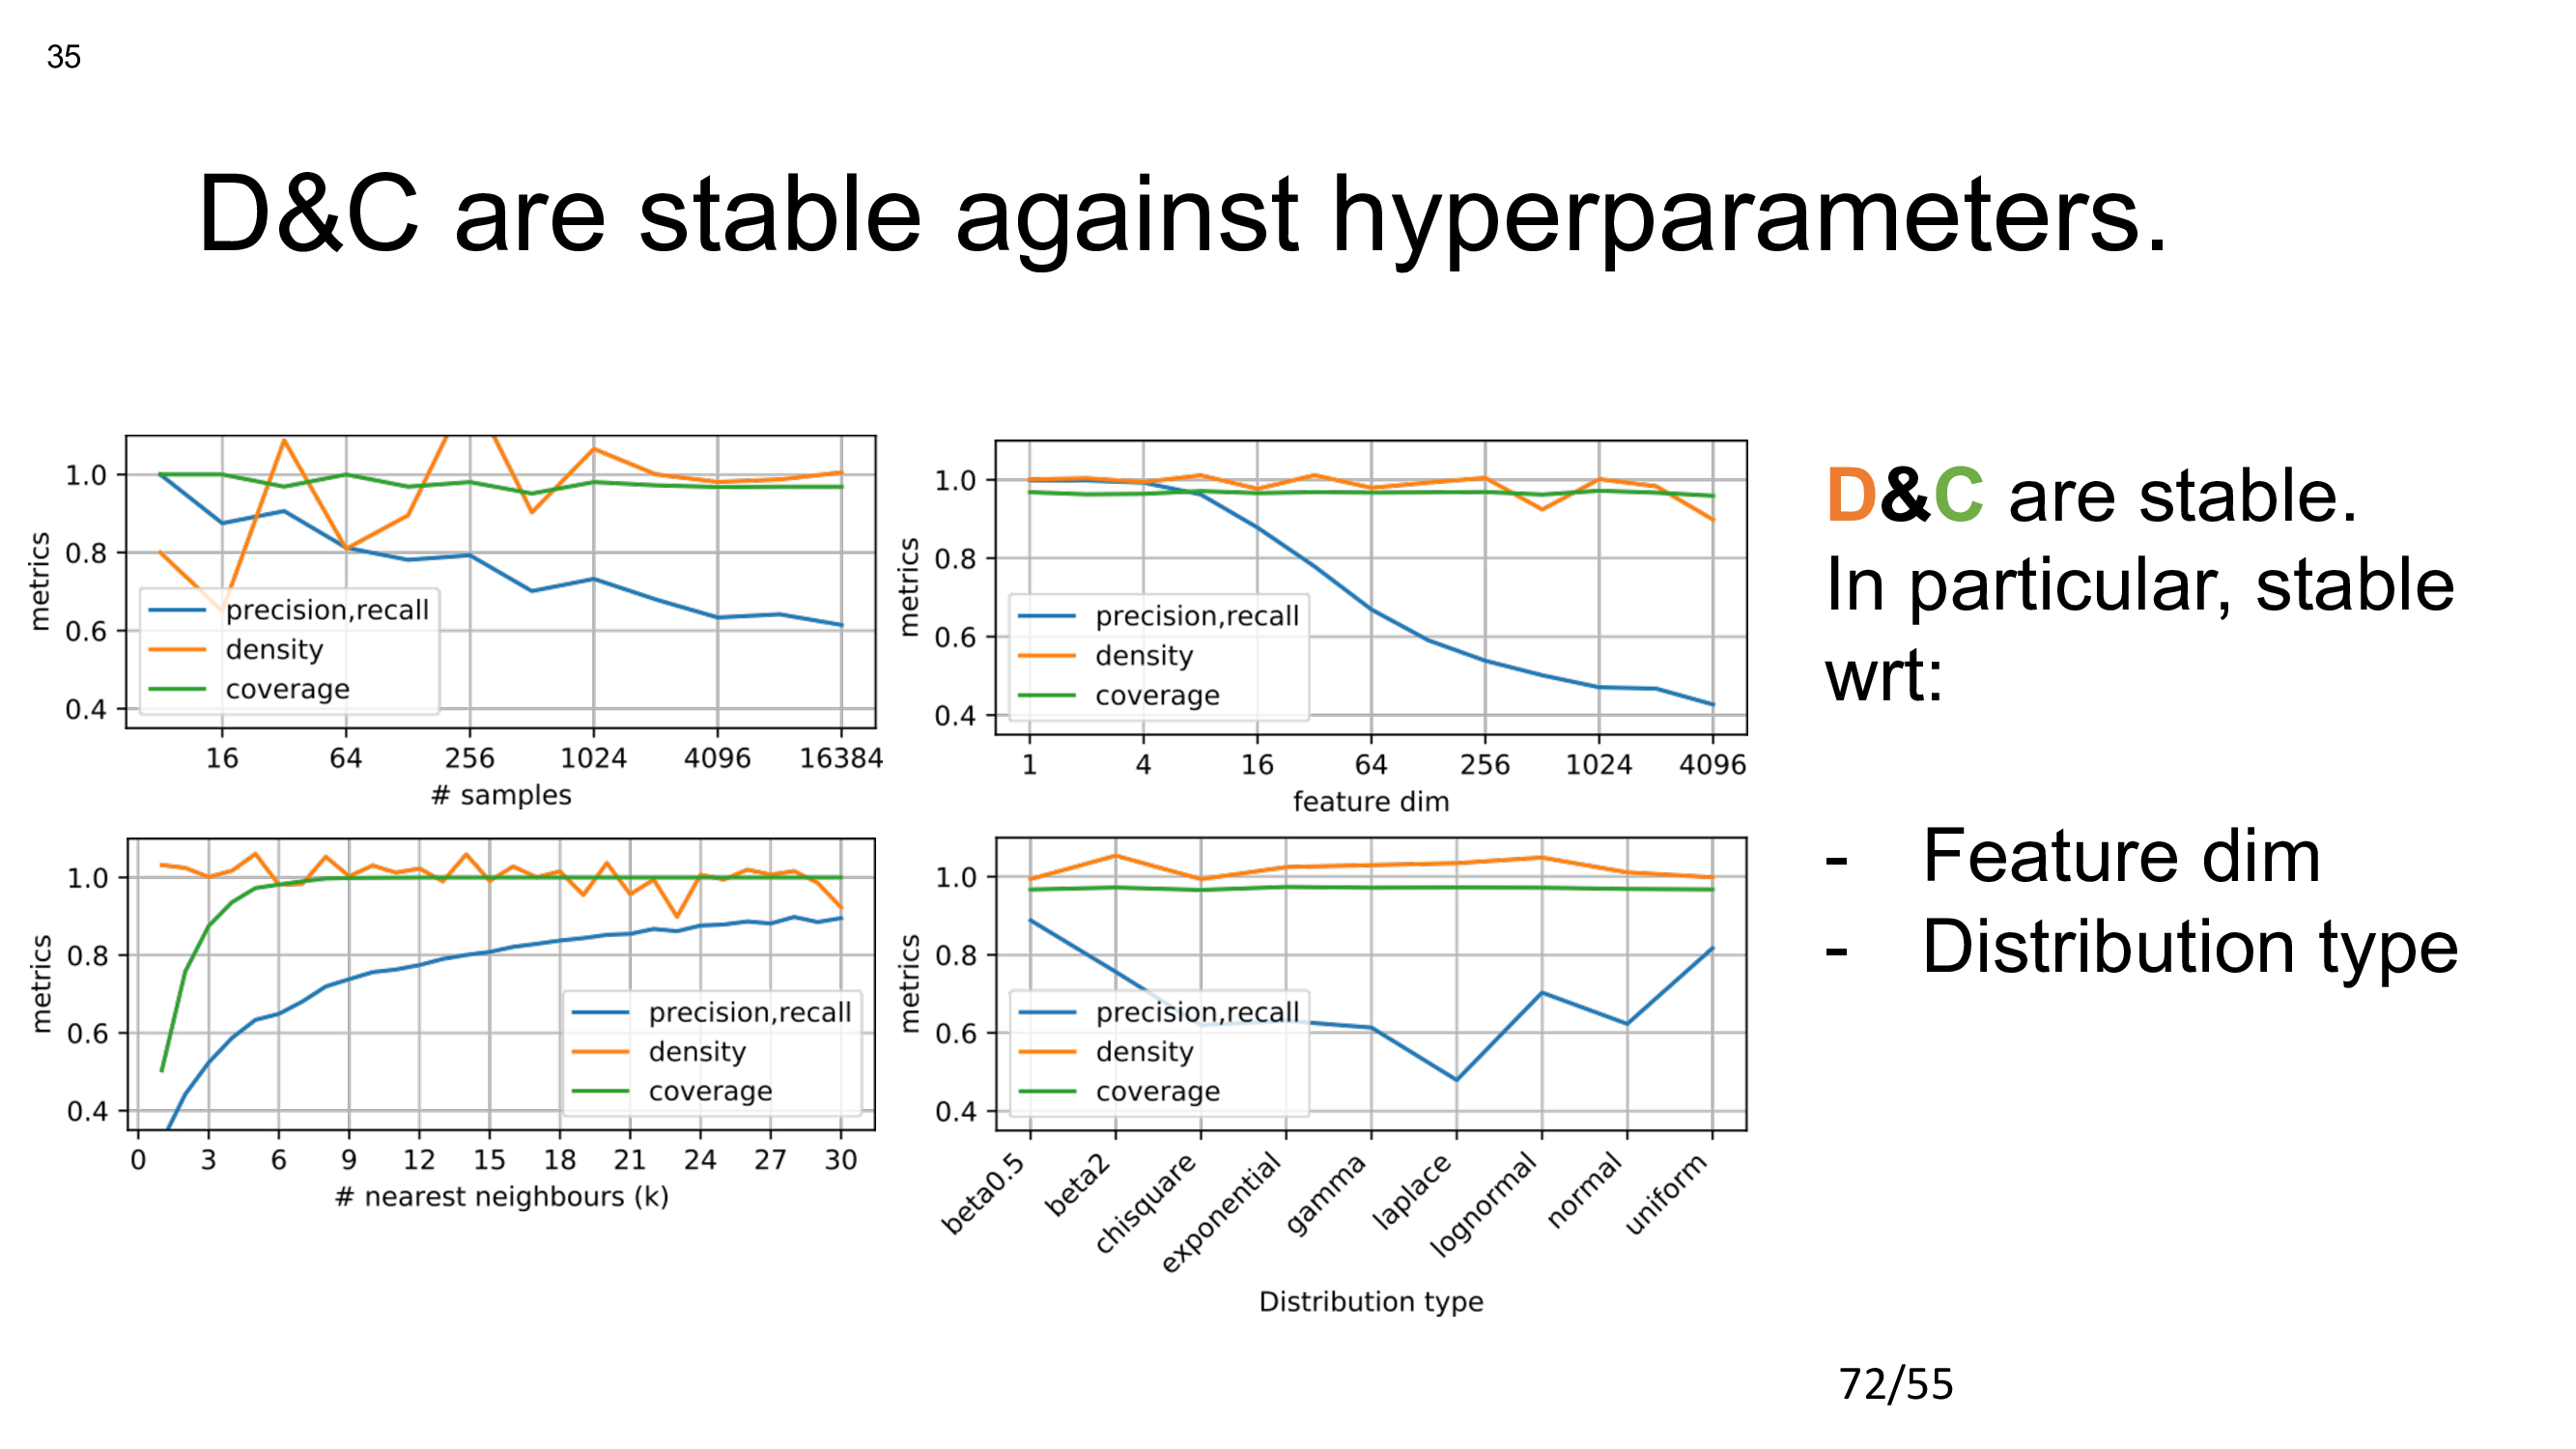 35
D&C are stable against hyperparameters.
1.0
0.8
0.6
0.4
metrics
precision,recall
density
coverage
16 64 256 1024 4096 16384
# samples
1.0
0.8
0.6
0.4
metrics
precision,recall
density
coverage
1 4 16 64 256 1024 4096
feature dim
1.0
0.8
0.6
0.4
metrics
precision,recall
density
coverage
0 3 6 9 12 15 18 21 24 27 30
# nearest neighbours (k)
1.0
0.8
0.6
0.4
metrics
precision,recall
density
coverage
beta0.5 beta2 chisquare exponential gamma laplace lognormal normal uniform
Distribution type
D&C are stable.
In particular, stable
wrt:
- Feature dim
- Distribution type
72/55